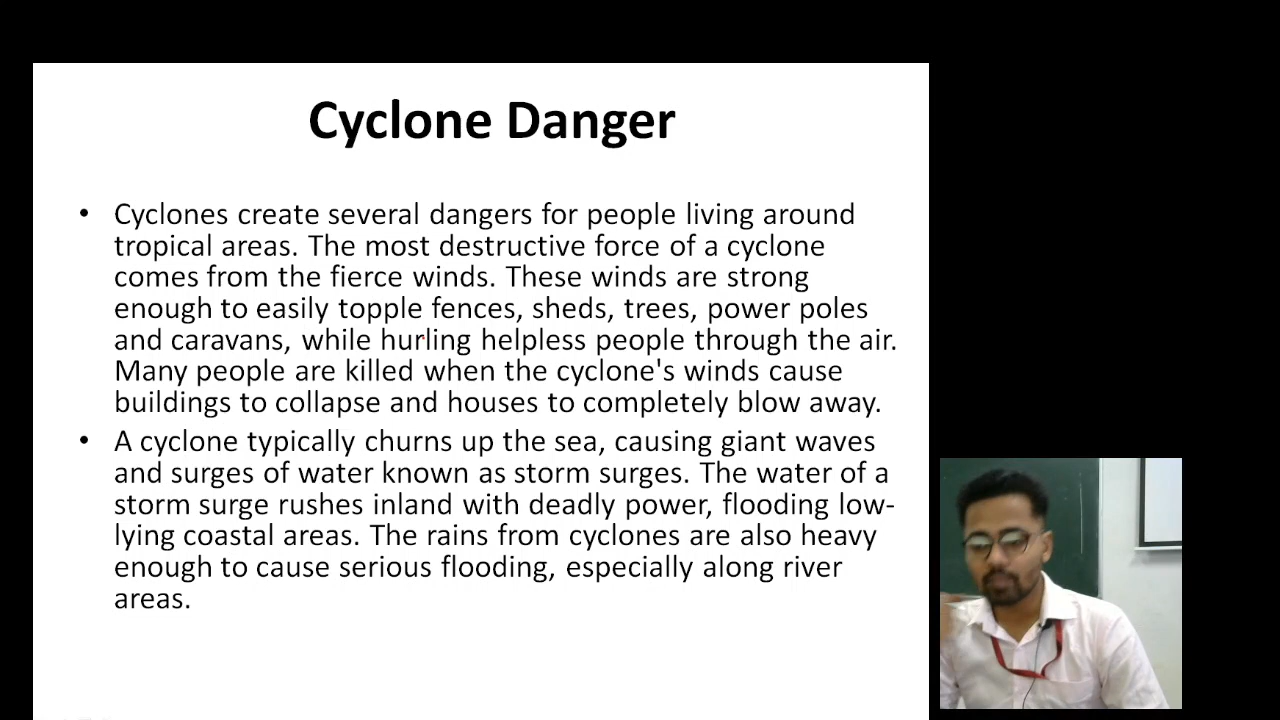 Cyclone Danger
• Cyclones create several dangers for people living around
tropical areas. The most destructive force of a cyclone
comes from the fierce winds. These winds are strong
enough to easily topple fences, sheds, trees, power poles
and caravans, while hurling helpless people through the air.
Many people are killed when the cyclone's winds cause
buildings to collapse and houses to completely blow away.
• A cyclone typically churns up the sea, causing giant waves
and surges of water known as storm surges. The water of a
storm surge rushes inland with deadly power, flooding low-
lying coastal areas. The rains from cyclones are also heavy
enough to cause serious flooding, especially along river
areas.